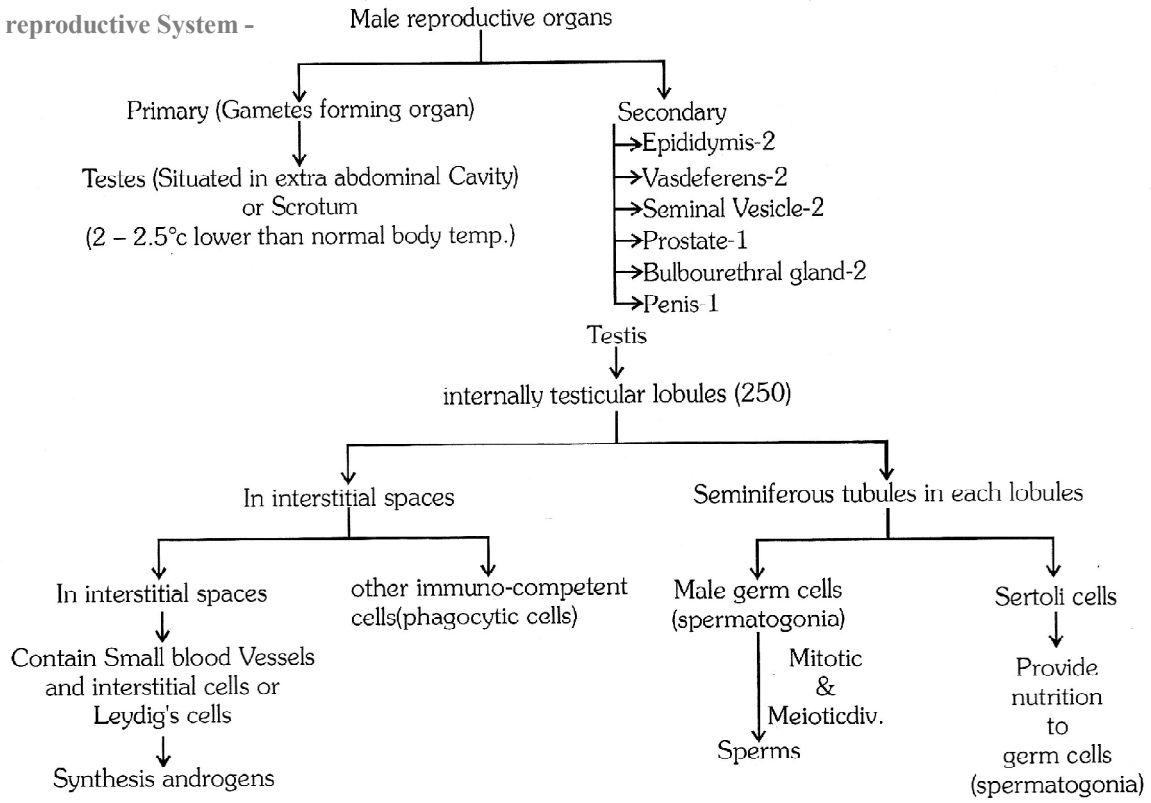 reproductive System -
Male reproductive organs
Primary (Gametes forming organ)
Testes (Situated in extra abdominal Cavity)
or Scrotum
(2 – 2.5°c lower than normal body temp.)
Secondary
Epididymis-2
Vasdeferens-2
Seminal Vesicle-2
Prostate-1
Bulbourethral gland-2
Penis-1
Testis
internally testicular lobules (250)
In interstitial spaces
Seminiferous tubules in each lobules
In interstitial spaces
Contain Small blood Vessels
and interstitial cells or
Leydig's cells
Synthesis androgens
other immuno-competent
cells(phagocytic cells)
Male germ cells
(spermatogonia)
Mitotic
&
Meioticdiv.
Sperms
Sertoli cells
Provide
nutrition
to
germ cells
(spermatogonia)